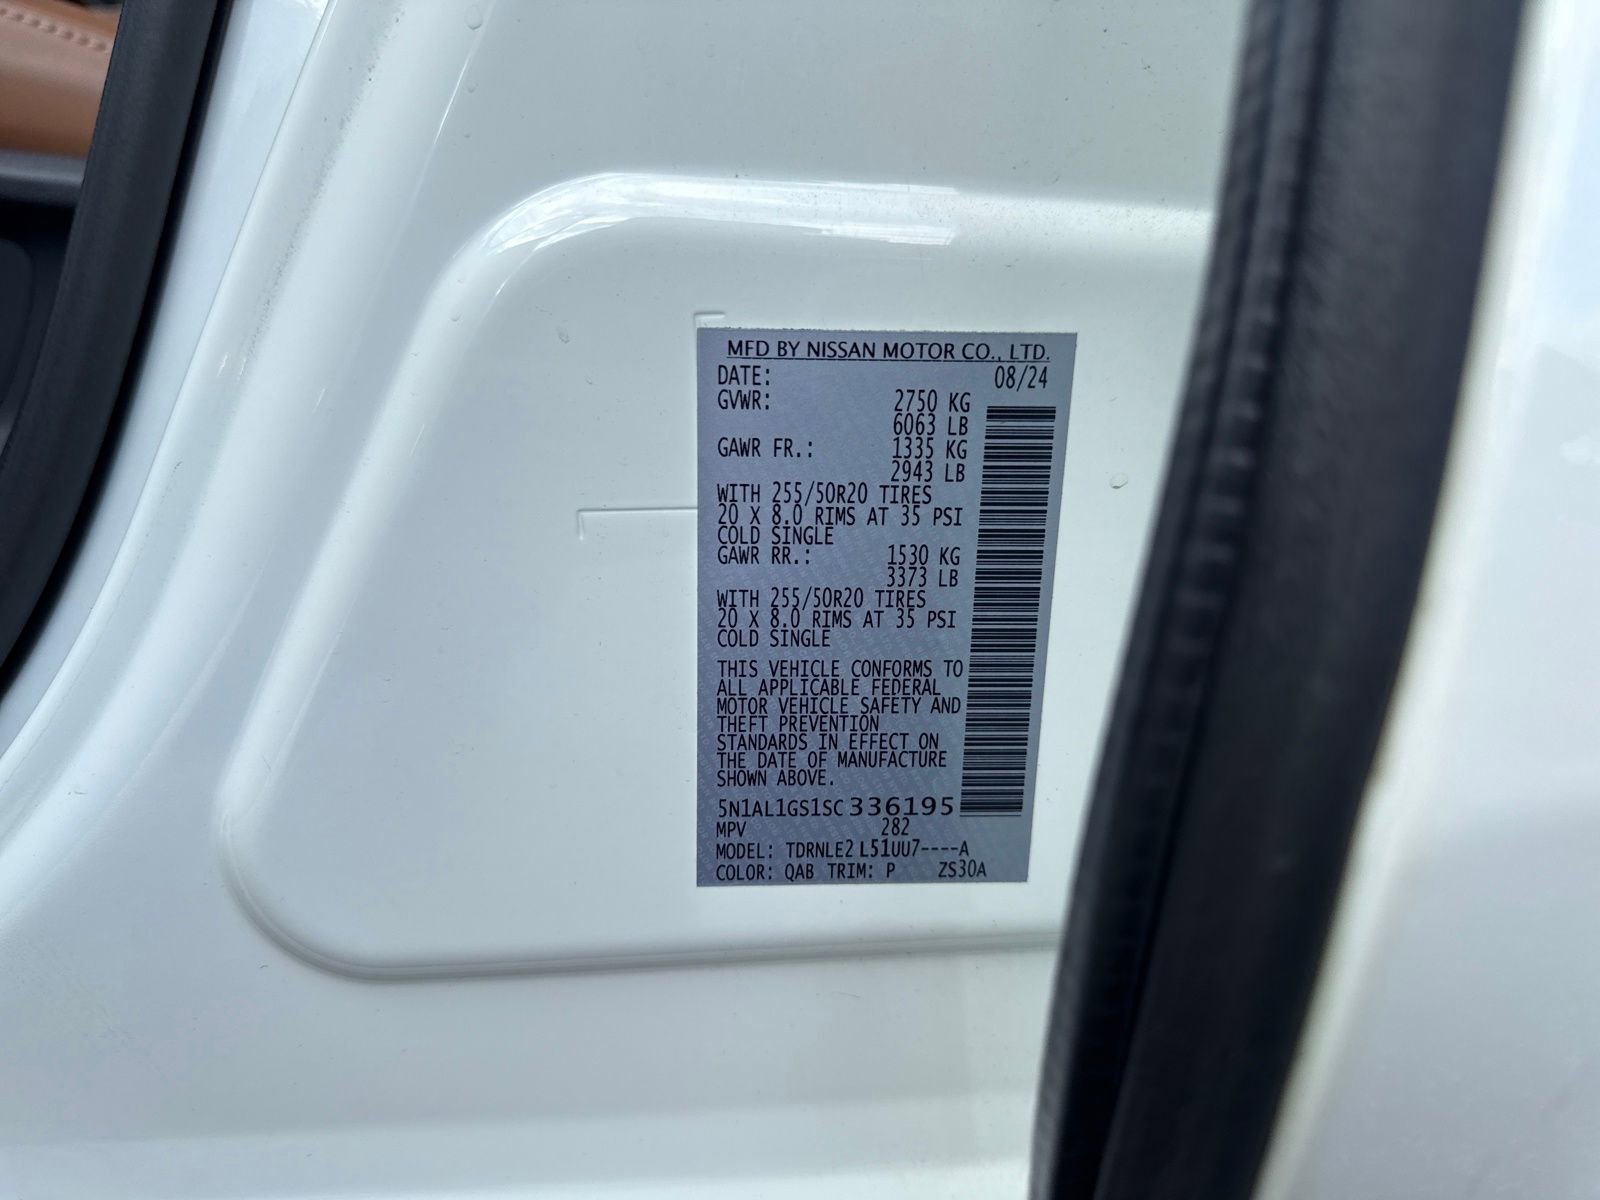 MFD BY NISSAN MOTOR CO., LTD.
DATE: 08/24
GVWR: 2750 KG
6063 LB
GAWR FR.: 1335 KG
2943 LB
WITH 255/50R20 TIRES
20 X 8.0 RIMS AT 35 PSI
COLD SINGLE
GAWR RR.: 1530 KG
3373 LB
WITH 255/50R20 TIRES
20 X 8.0 RIMS AT 35 PSI
COLD SINGLE
THIS VEHICLE CONFORMS TO
ALL APPLICABLE FEDERAL
MOTOR VEHICLE SAFETY AND
THEFT PREVENTION
STANDARDS IN EFFECT ON
THE DATE OF MANUFACTURE
SHOWN ABOVE.
5N1AL1GS1SC336195
MPV 282
MODEL: TDRNLE2 L51UU7----A
COLOR: QAB TRIM: P ZS30A